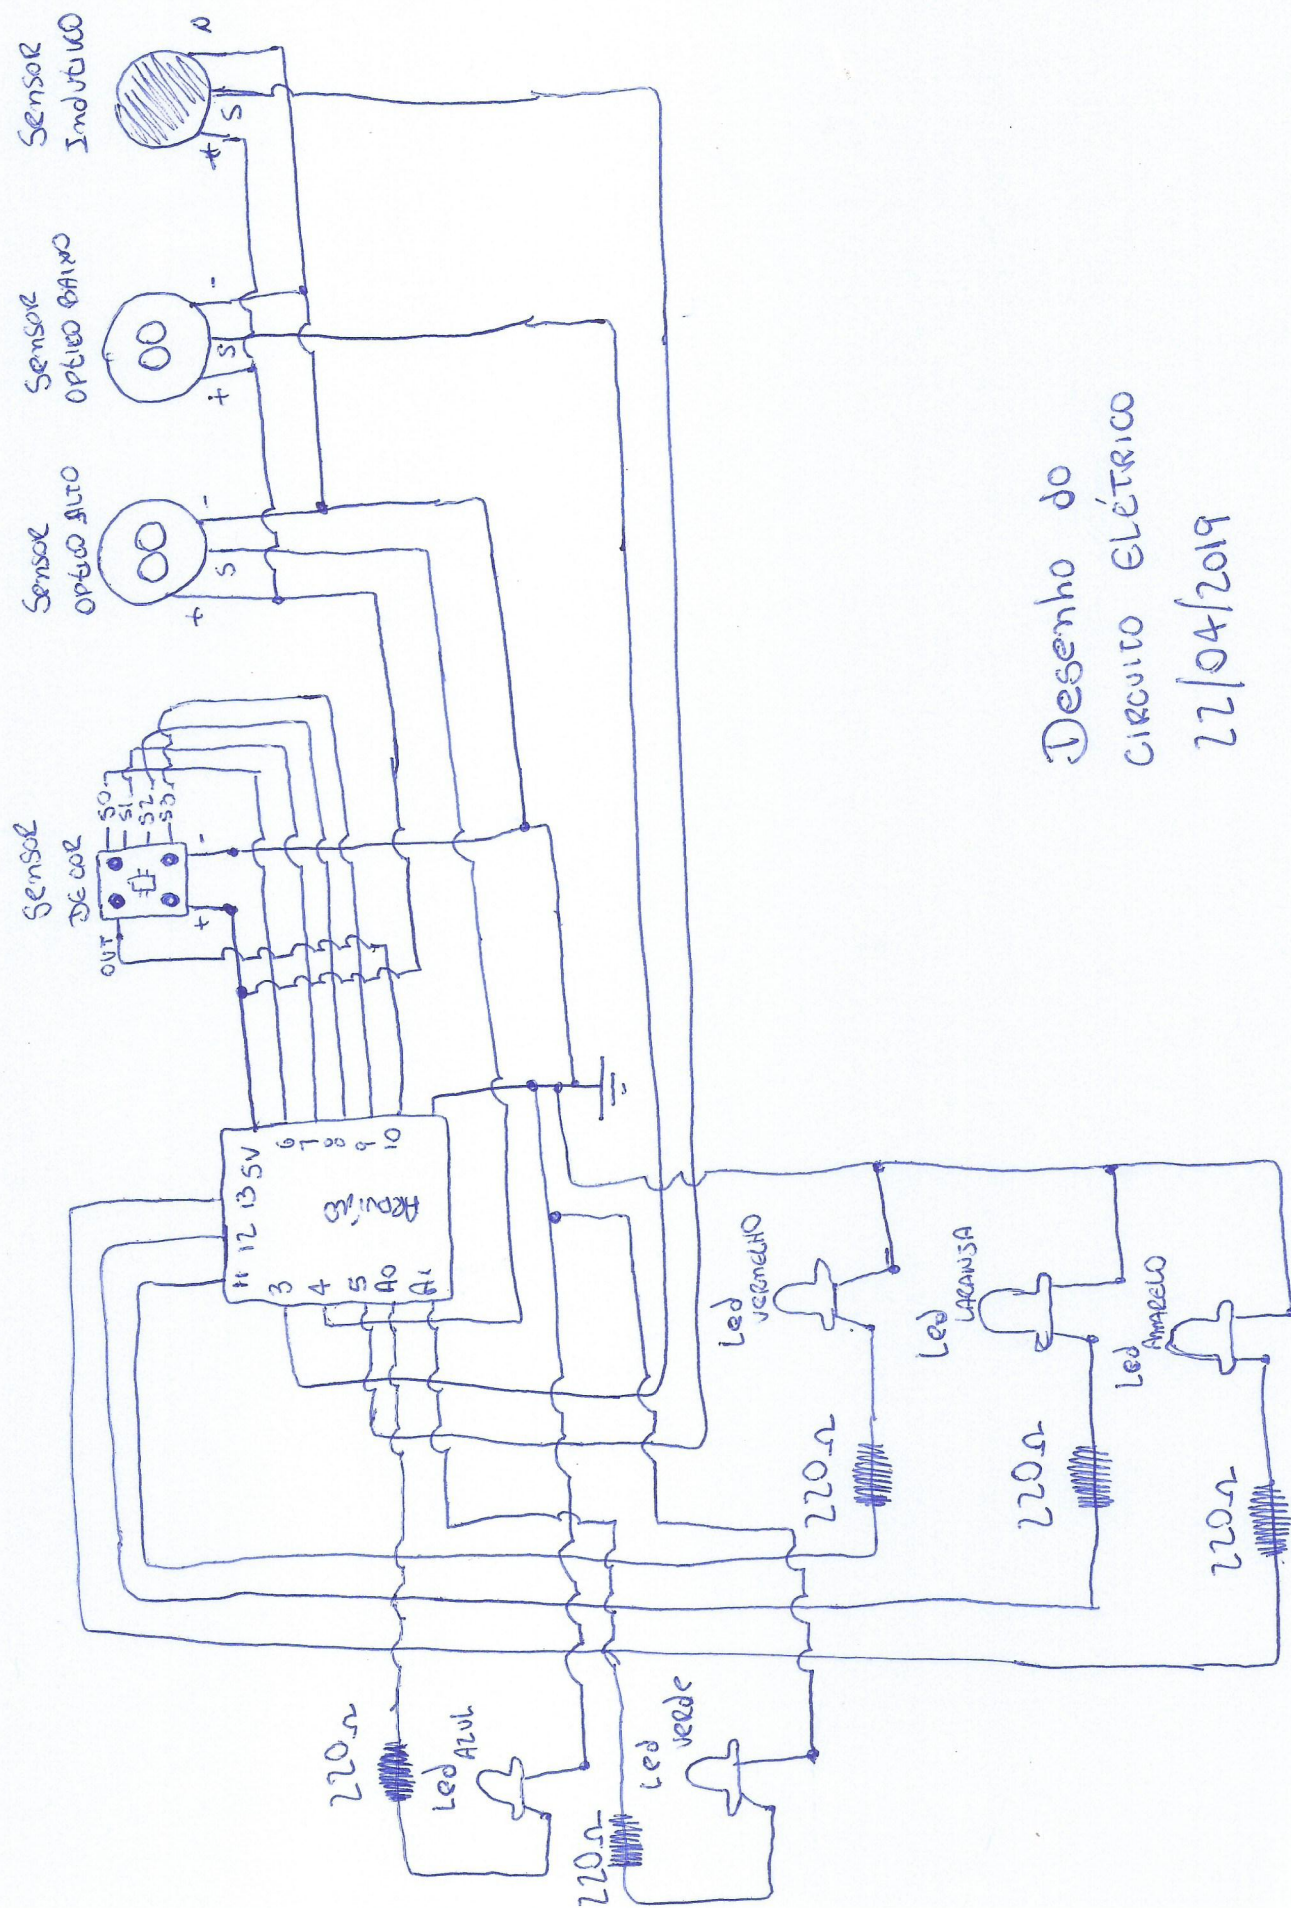 Sensor
DE COR
OUT
+
-
S0
S1
S2
S3
Sensor
Optico Alto
+
S
-
Sensor
Optico Baixo
+
S
-
Sensor
Indutivo
+
S
11 12 13 5V
3
4
5
A0
A1
6
7
8
9
10
220Ω
Led
AZUL
220Ω
Led
Verde
220Ω
Led
Vermelho
220Ω
Led
LARANJA
220Ω
Led
AMARELO
Desenho do
CIRCUITO ELÉTRICO
22/04/2019